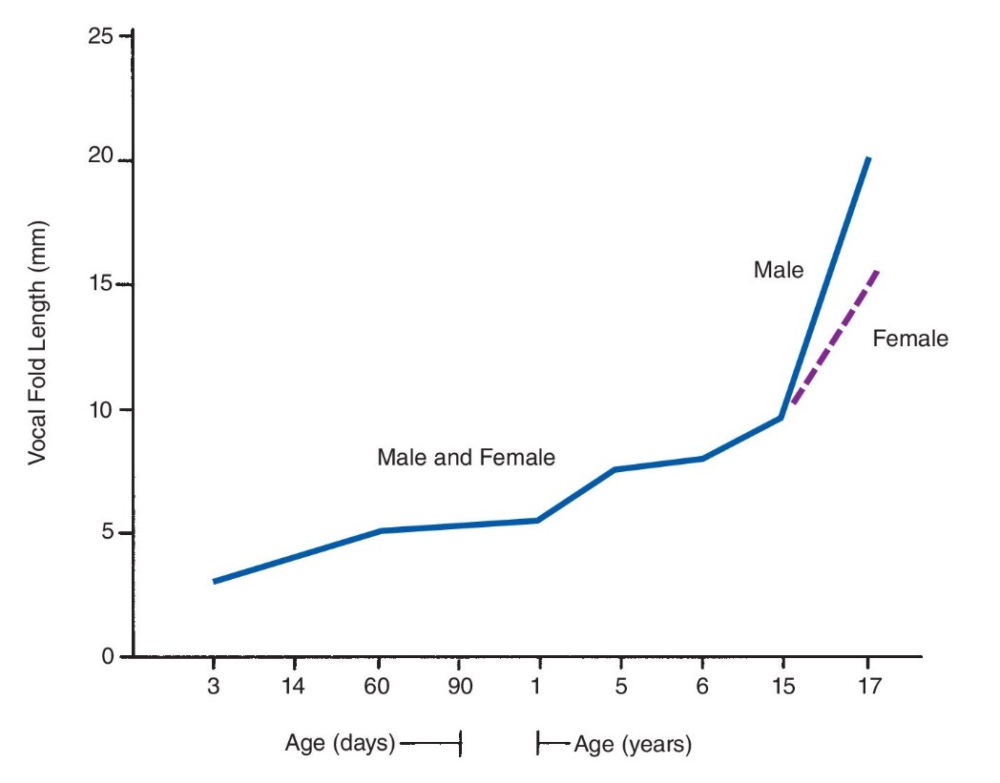 25
20
15
10
5
0
Vocal Fold Length (mm)
Male
Female
Male and Female
3 14 60 90 1 5 6 15 17
Age (days) Age (years)